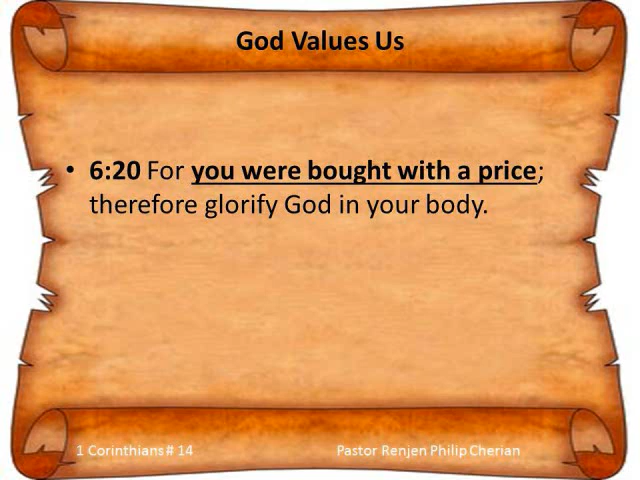 God Values Us
• 6:20 For you were bought with a price;
therefore glorify God in your body.
1 Corinthians # 14 Pastor Renjen Philip Cherian